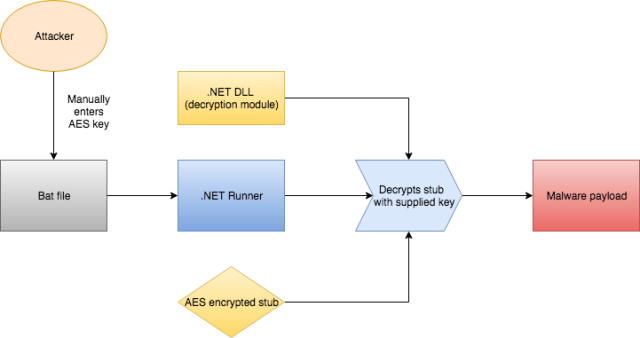 Attacker
Manually
enters
AES key
.NET DLL
(decryption module)
Bat file
.NET Runner
Decrypts stub
with supplied key
Malware payload
AES encrypted stub